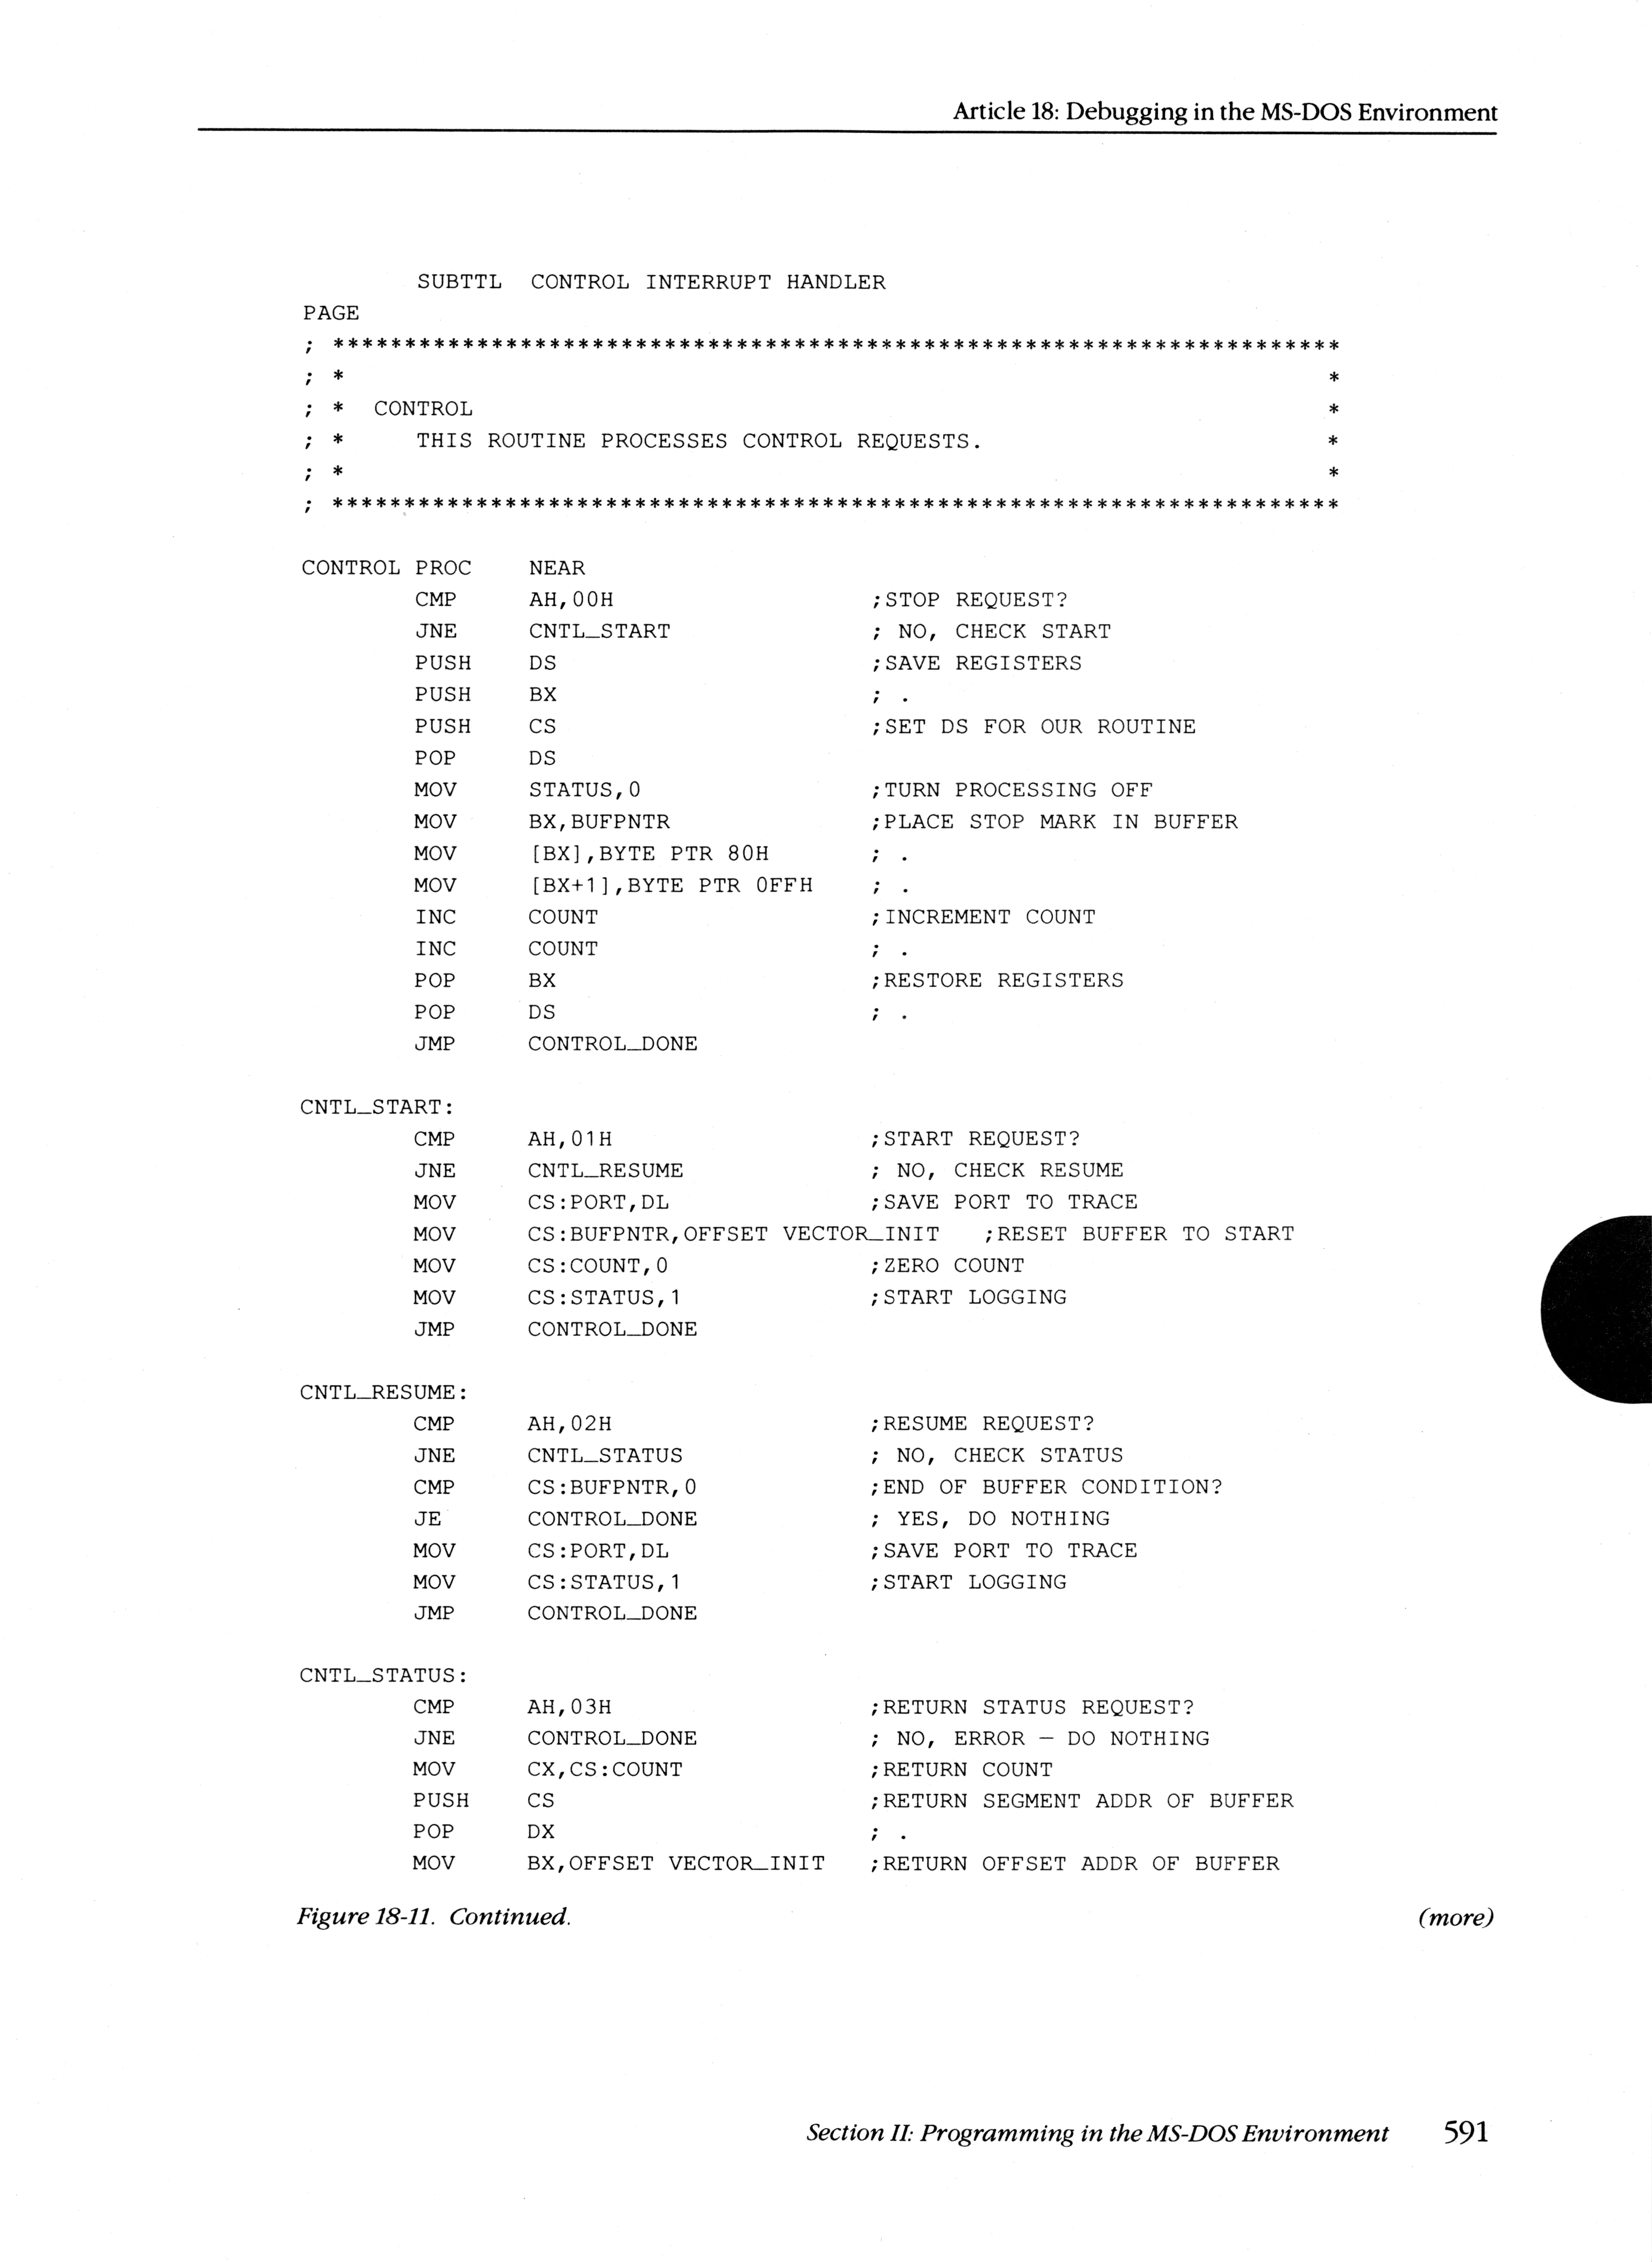 Article 18: Debugging in the MS-DOS Environment
        SUBTTL  CONTROL INTERRUPT HANDLER
PAGE
; **********************************************************************
; *                                                                    *
; *  CONTROL                                                           *
; *     THIS ROUTINE PROCESSES CONTROL REQUESTS.                       *
; *                                                                    *
; **********************************************************************
CONTROL PROC    NEAR
        CMP     AH,00H                  ;STOP REQUEST?
        JNE     CNTL_START              ; NO, CHECK START
        PUSH    DS                      ;SAVE REGISTERS
        PUSH    BX                      ; .
        PUSH    CS                      ;SET DS FOR OUR ROUTINE
        POP     DS
        MOV     STATUS,0                ;TURN PROCESSING OFF
        MOV     BX,BUFPNTR              ;PLACE STOP MARK IN BUFFER
        MOV     [BX],BYTE PTR 80H       ; .
        MOV     [BX+1],BYTE PTR 0FFH    ; .
        INC     COUNT                   ;INCREMENT COUNT
        INC     COUNT                   ; .
        POP     BX                      ;RESTORE REGISTERS
        POP     DS                      ; .
        JMP     CONTROL_DONE
CNTL_START:
        CMP     AH,01H                  ;START REQUEST?
        JNE     CNTL_RESUME             ; NO, CHECK RESUME
        MOV     CS:PORT,DL              ;SAVE PORT TO TRACE
        MOV     CS:BUFPNTR,OFFSET VECTOR_INIT   ;RESET BUFFER TO START
        MOV     CS:COUNT,0              ;ZERO COUNT
        MOV     CS:STATUS,1             ;START LOGGING
        JMP     CONTROL_DONE
CNTL_RESUME:
        CMP     AH,02H                  ;RESUME REQUEST?
        JNE     CNTL_STATUS             ; NO, CHECK STATUS
        CMP     CS:BUFPNTR,0            ;END OF BUFFER CONDITION?
        JE      CONTROL_DONE            ; YES, DO NOTHING
        MOV     CS:PORT,DL              ;SAVE PORT TO TRACE
        MOV     CS:STATUS,1             ;START LOGGING
        JMP     CONTROL_DONE
CNTL_STATUS:
        CMP     AH,03H                  ;RETURN STATUS REQUEST?
        JNE     CONTROL_DONE            ; NO, ERROR — DO NOTHING
        MOV     CX,CS:COUNT             ;RETURN COUNT
        PUSH    CS                      ;RETURN SEGMENT ADDR OF BUFFER
        POP     DX                      ; .
        MOV     BX,OFFSET VECTOR_INIT   ;RETURN OFFSET ADDR OF BUFFER
Figure 18-11. Continued. (more)
Section II: Programming in the MS-DOS Environment 591